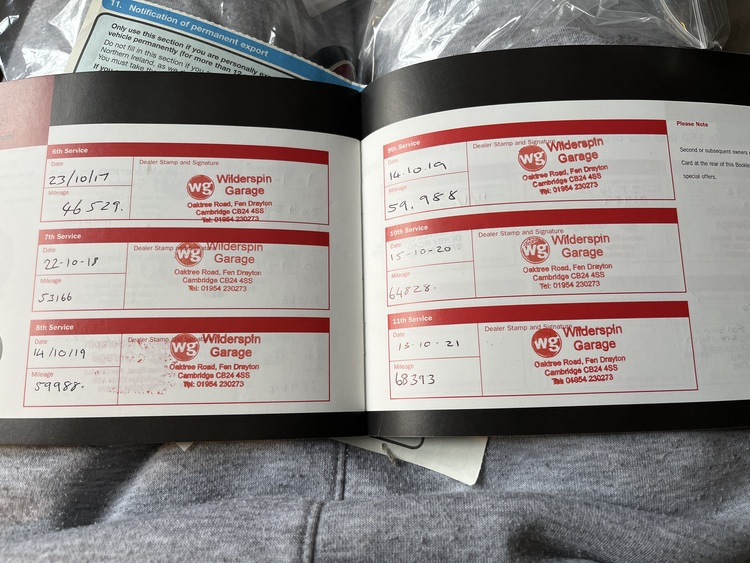 11. Notification of permanent export
Only use this section if you are personally
vehicle permanently (for more than 12
Do not fill in this section if you
Northern Ireland, as we
You must take the
If you
6th Service
Date
Dealer Stamp and Signature
23/10/17
Mileage
46529.
wg Wilderspin
Garage
Oaktree Road, Fen Drayton
Cambridge CB24 4SS
Tel: 01954 230273
7th Service
Date
Dealer Stamp and
22-10-18
Mileage
53166
wg Wilderspin
Garage
Oaktree Road, Fen Drayton
Cambridge CB24 4SS
Tel: 01954 230273
8th Service
Date
Dealer Stamp and Signature
14/10/19
Mileage
59988.
wg Wilderspin
Garage
Oaktree Road, Fen Drayton
Cambridge CB24 4SS
Tel: 01954 230273
9th Service
Date
Dealer Stamp and Signature
14.10.19
Mileage
59,988
wg Wilderspin
Garage
Oaktree Road, Fen Drayton
Cambridge CB24 4SS
Tel: 01954 230273
10th Service
Date
Dealer Stamp and Signature
15-10-20
Mileage
64828.
wg Wilderspin
Garage
Oaktree Road, Fen Drayton
Cambridge CB24 4SS
Tel: 01954 230273
11th Service
Date
Dealer Stamp and Signature
13-10-21
Mileage
68393
wg Wilderspin
Garage
Oaktree Road, Fen Drayton
Cambridge CB24 4SS
Tel: 01954 230273
Please Note
Second or subsequent owners
Card at the rear of this Booklet
special offers.